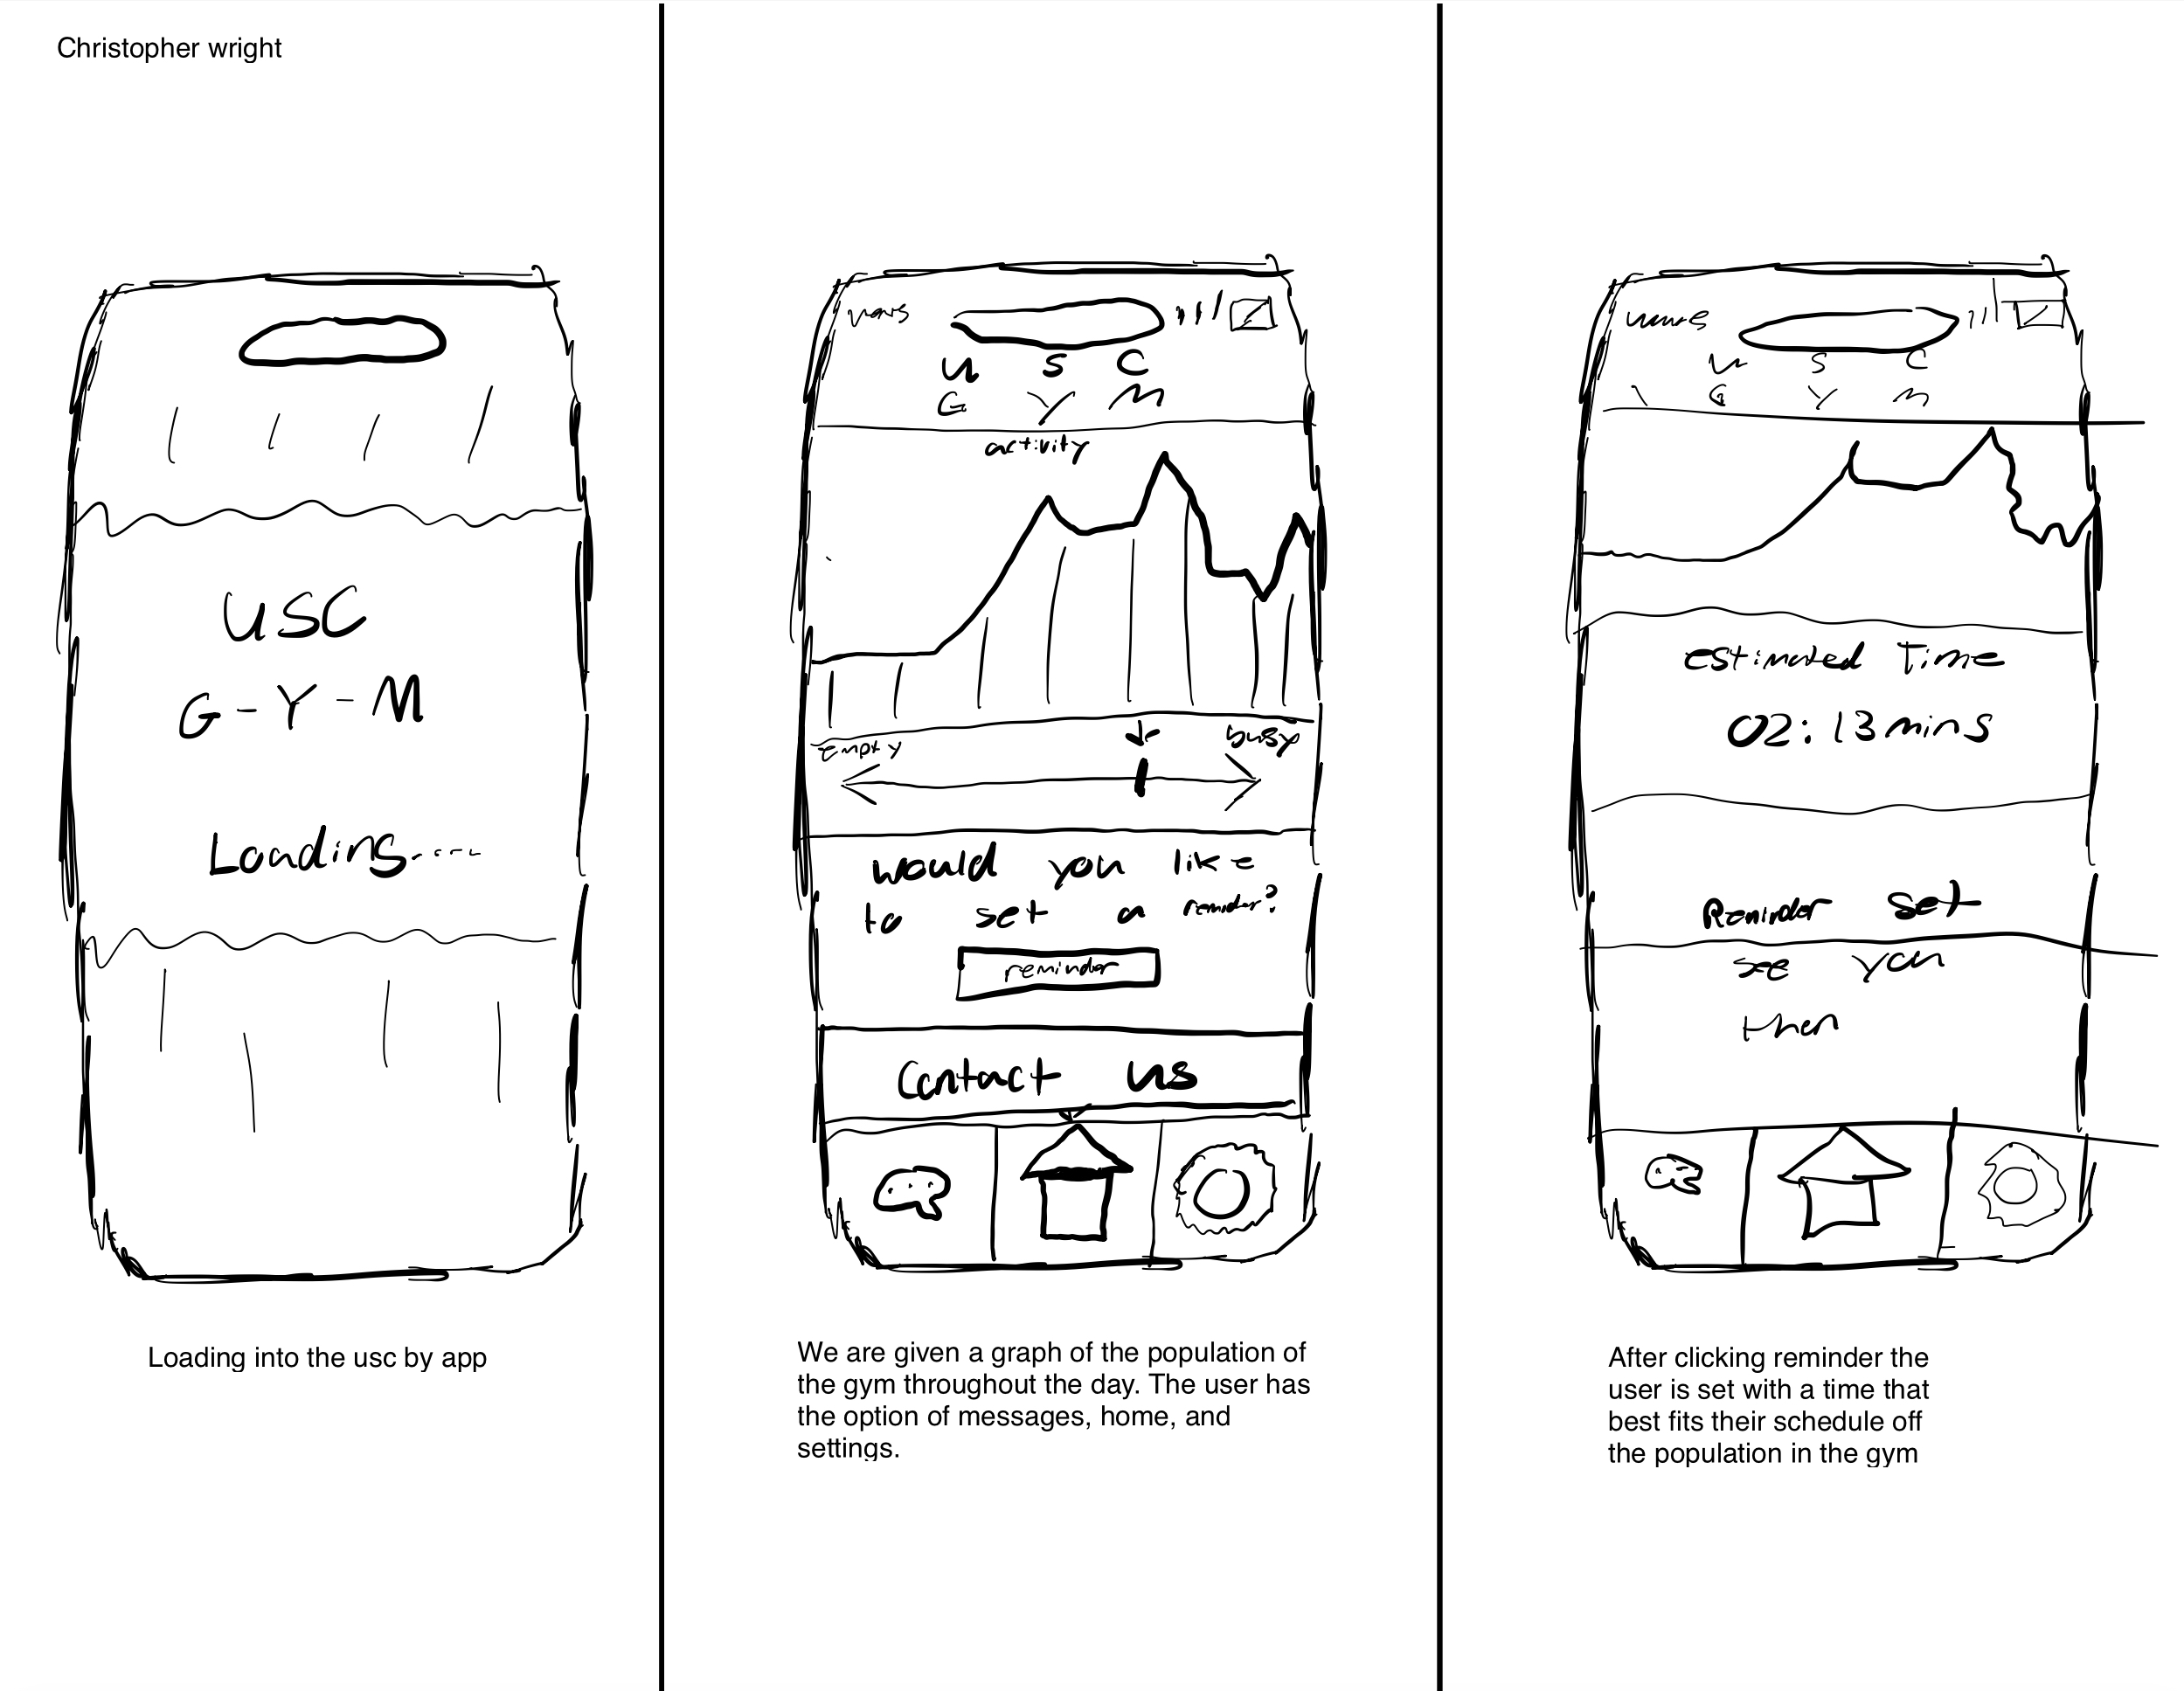 Christopher wright
USC
G-Y-M
Loading.....
Loading into the usc by app
U S C
G Y M
activity
empty
busy
would you like
to set a reminder?
reminder
Contact us
We are given a graph of the population of
the gym throughout the day. The user has
the option of messages, home, and
settings.
U S C
G Y M
estimated Time
02:13 mins
Reminder set
see you
then
After clicking reminder the
user is set with a time that
best fits their schedule off
the population in the gym